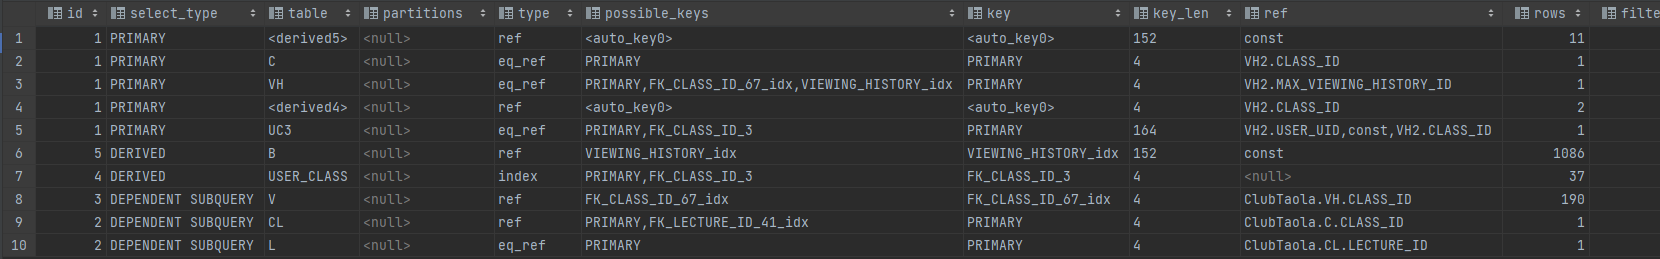 id select_type table partitions type possible_keys key key_len ref rows filte
1 1 PRIMARY <derived5> <null> ref <auto_key0> <auto_key0> 152 const 11
2 1 PRIMARY C <null> eq_ref PRIMARY PRIMARY 4 VH2.CLASS_ID 1
3 1 PRIMARY VH <null> eq_ref PRIMARY,FK_CLASS_ID_67_idx,VIEWING_HISTORY_idx PRIMARY 4 VH2.MAX_VIEWING_HISTORY_ID 1
4 1 PRIMARY <derived4> <null> ref <auto_key0> <auto_key0> 4 VH2.CLASS_ID 2
5 1 PRIMARY UC3 <null> eq_ref PRIMARY,FK_CLASS_ID_3 PRIMARY 164 VH2.USER_UID,const,VH2.CLASS_ID 1
6 5 DERIVED B <null> ref VIEWING_HISTORY_idx VIEWING_HISTORY_idx 152 const 1086
7 4 DERIVED USER_CLASS <null> index PRIMARY,FK_CLASS_ID_3 FK_CLASS_ID_3 4 <null> 37
8 3 DEPENDENT SUBQUERY V <null> ref FK_CLASS_ID_67_idx FK_CLASS_ID_67_idx 4 ClubTaola.VH.CLASS_ID 190
9 2 DEPENDENT SUBQUERY CL <null> ref PRIMARY,FK_LECTURE_ID_41_idx PRIMARY 4 ClubTaola.C.CLASS_ID 1
10 2 DEPENDENT SUBQUERY L <null> eq_ref PRIMARY PRIMARY 4 ClubTaola.CL.LECTURE_ID 1